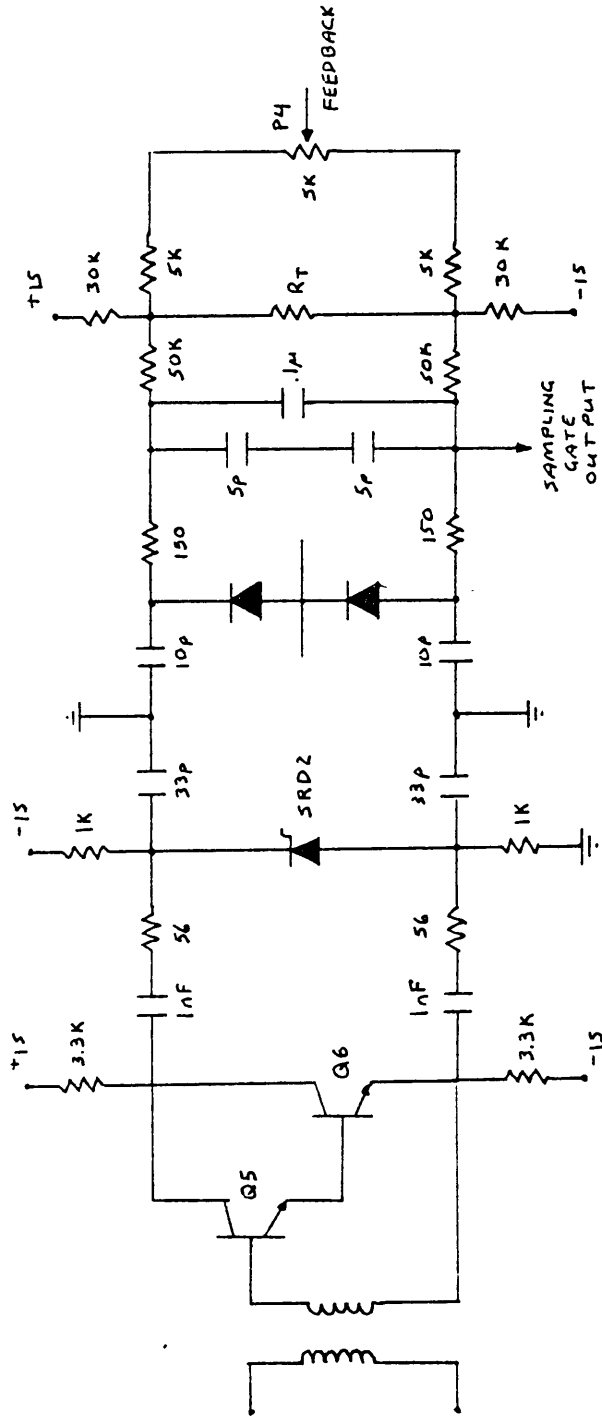 +15
3.3K
Q5
Q6
3.3K
-15
1nF
1nF
56
56
-15
1K
SRD2
1K
33P
33P
10P
10P
150
150
5P
5P
.1µ
SAMPLING
GATE
OUTPUT
50K
50K
+15
30K
RT
30K
-15
5K
5K
P4
5K
FEEDBACK